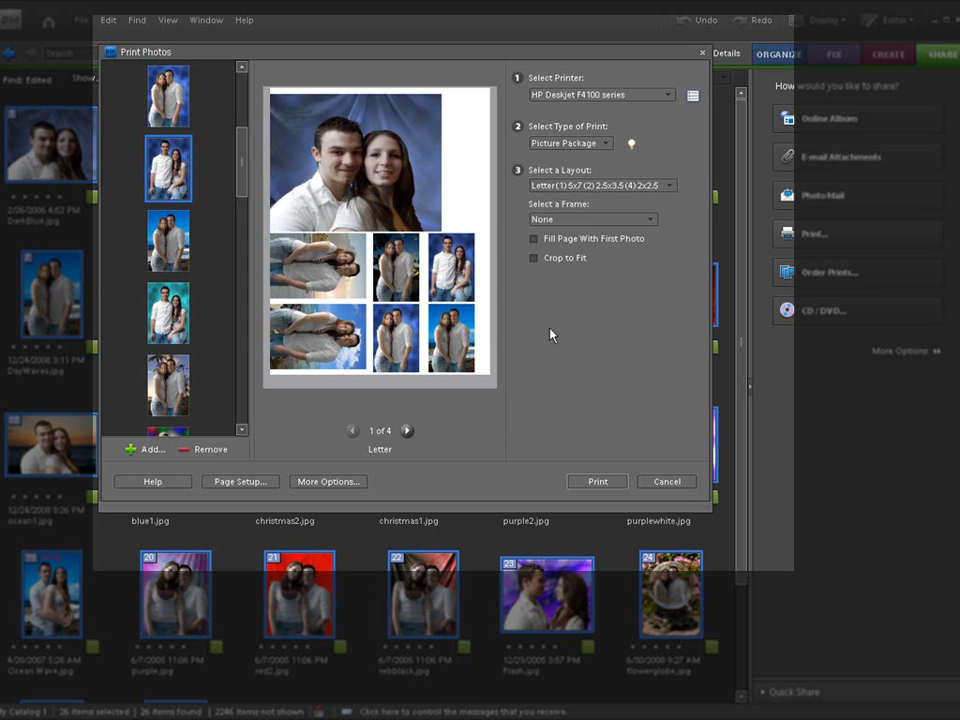 pse File Edit Find View Window Help Undo Redo Display Editor
Search Print Photos Details ORGANIZE FIX CREATE SHARE
Find: Edited Show
How would you like to share?
Online Album
E-mail Attachments
Photo Mail
Print...
Order Prints...
CD / DVD...
More Options:
1 Select Printer:
HP Deskjet F4100 series
2 Select Type of Print:
Picture Package
3 Select a Layout:
Letter(1) 5x7 (2) 2.5x3.5 (4) 2x2.5
Select a Frame:
None
Fill Page With First Photo
Crop to Fit
1 of 4
Letter
Add... Remove
Help Page Setup... More Options... Print Cancel
2/26/2006 4:52 PM
DarkBlue.jpg
12/24/2008 3:11 PM
DayWaves.jpg
12/24/2008 3:26 PM
ocean1.jpg blue1.jpg christmas2.jpg christmas1.jpg purple2.jpg purplewhite.jpg
19 20 21 22 23 24
4/20/2007 5:28 AM 6/7/2005 11:06 PM 6/7/2005 11:06 PM 6/7/2005 11:06 PM 12/23/2005 3:57 PM 6/30/2008 9:27 AM
Ocean Wave.jpg purple.jpg red2.jpg redblack.jpg Flash.jpg flowerglobe.jpg
Quick Share
My Catalog 1 26 items selected 26 items found 2246 items not shown Click here to control the messages that you receive.